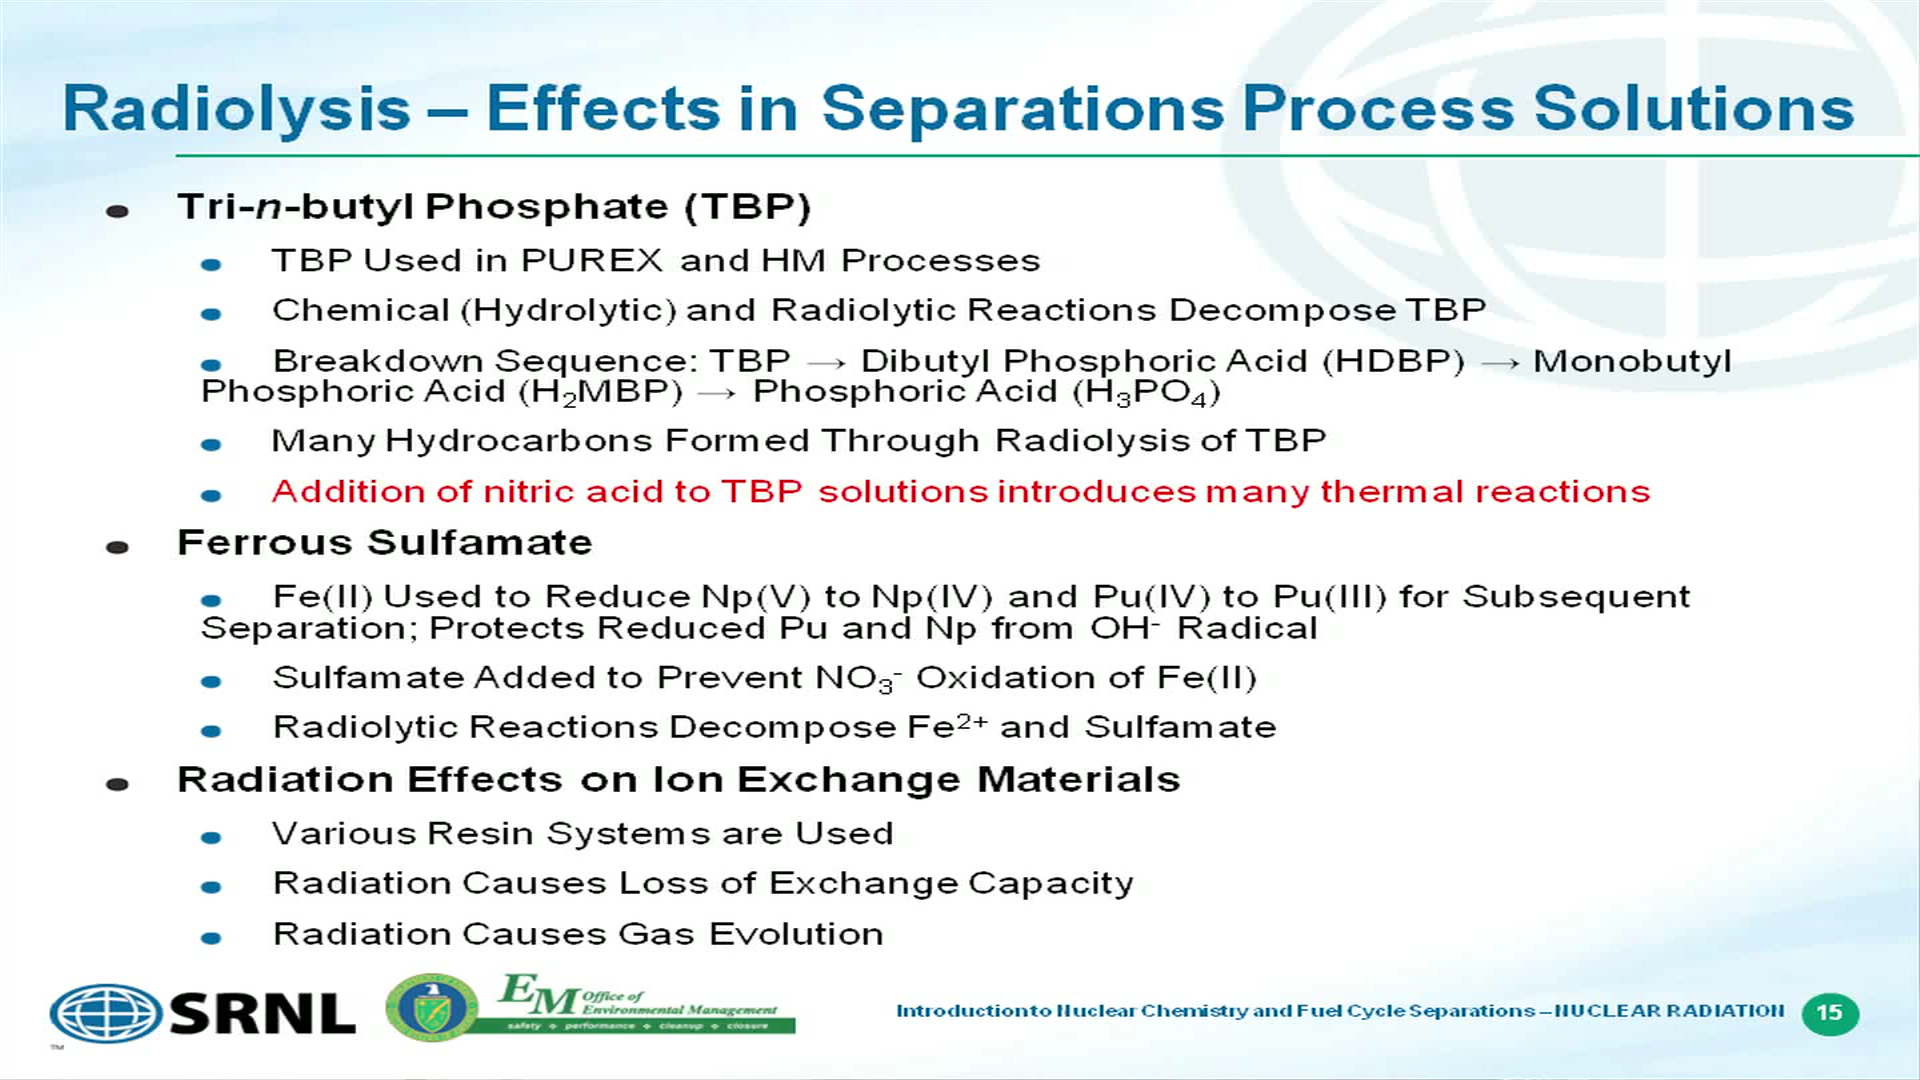 Radiolysis – Effects in Separations Process Solutions
• Tri-n-butyl Phosphate (TBP)
• TBP Used in PUREX and HM Processes
• Chemical (Hydrolytic) and Radiolytic Reactions Decompose TBP
• Breakdown Sequence: TBP → Dibutyl Phosphoric Acid (HDBP) → Monobutyl
Phosphoric Acid (H₂MBP) → Phosphoric Acid (H₃PO₄)
• Many Hydrocarbons Formed Through Radiolysis of TBP
• Addition of nitric acid to TBP solutions introduces many thermal reactions
• Ferrous Sulfamate
• Fe(II) Used to Reduce Np(V) to Np(IV) and Pu(IV) to Pu(III) for Subsequent
Separation; Protects Reduced Pu and Np from OH⁻ Radical
• Sulfamate Added to Prevent NO₃⁻ Oxidation of Fe(II)
• Radiolytic Reactions Decompose Fe²⁺ and Sulfamate
• Radiation Effects on Ion Exchange Materials
• Various Resin Systems are Used
• Radiation Causes Loss of Exchange Capacity
• Radiation Causes Gas Evolution
SRNL
TM
EM Office of
Environmental Management
safety ❖ performance ❖ cleanup ❖ closure
Introduction to Nuclear Chemistry and Fuel Cycle Separations – NUCLEAR RADIATION
15